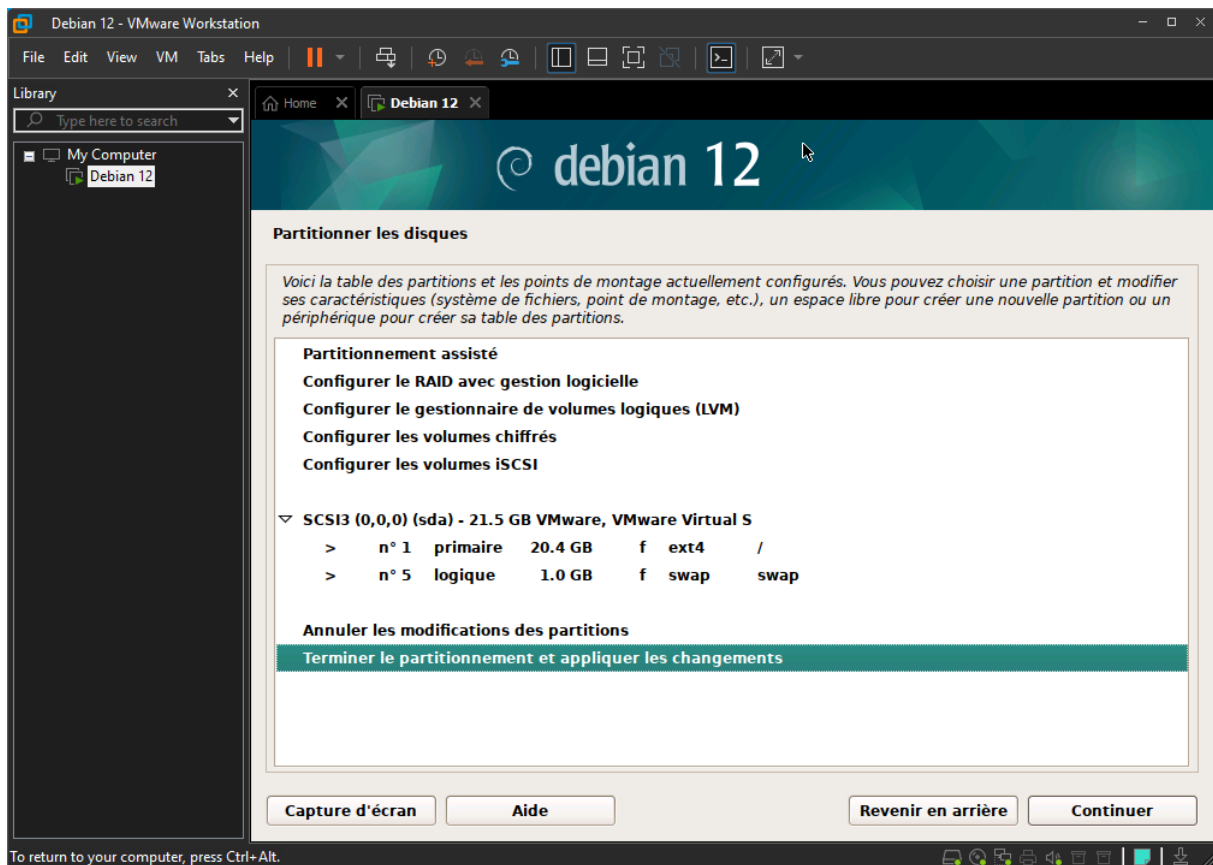 Debian 12 - VMware Workstation
File Edit View VM Tabs Help
Library
Type here to search
My Computer
Debian 12
Home
Debian 12
debian 12
Partitionner les disques
Voici la table des partitions et les points de montage actuellement configurés. Vous pouvez choisir une partition et modifier
ses caractéristiques (système de fichiers, point de montage, etc.), un espace libre pour créer une nouvelle partition ou un
périphérique pour créer sa table des partitions.
Partitionnement assisté
Configurer le RAID avec gestion logicielle
Configurer le gestionnaire de volumes logiques (LVM)
Configurer les volumes chiffrés
Configurer les volumes iSCSI
SCSI3 (0,0,0) (sda) - 21.5 GB VMware, VMware Virtual S
> n° 1 primaire 20.4 GB f ext4 /
> n° 5 logique 1.0 GB f swap swap
Annuler les modifications des partitions
Terminer le partitionnement et appliquer les changements
Capture d'écran Aide Revenir en arrière Continuer
To return to your computer, press Ctrl+Alt.